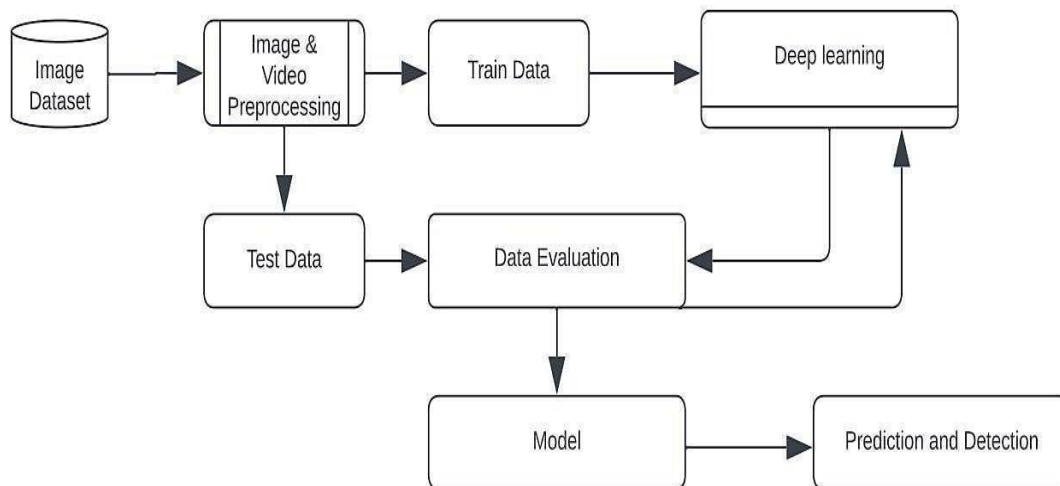 Image
Dataset
Image &
Video
Preprocessing
Train Data
Deep learning
Test Data
Data Evaluation
Model
Prediction and Detection